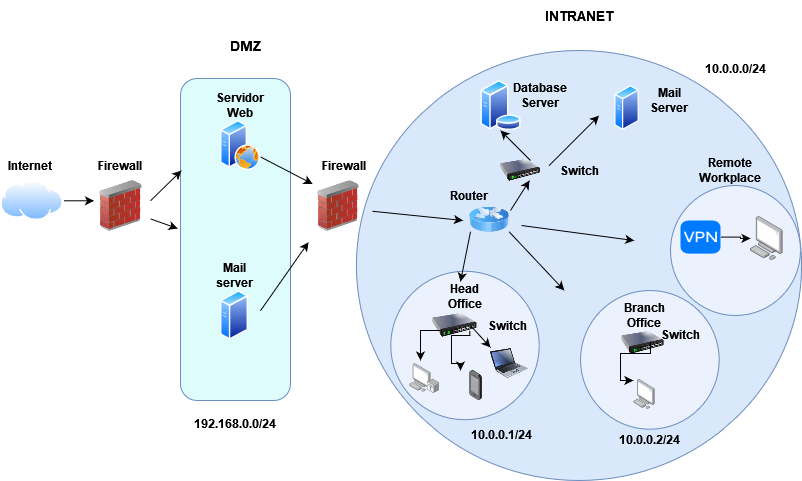 INTRANET
DMZ
10.0.0.0/24
Servidor
Web
Database
Server
Mail
Server
Internet
Firewall
Firewall
Switch
Remote
Workplace
Router
VPN
Mail
server
Head
Office
Switch
Branch
Office
Switch
192.168.0.0/24
10.0.0.1/24
10.0.0.2/24